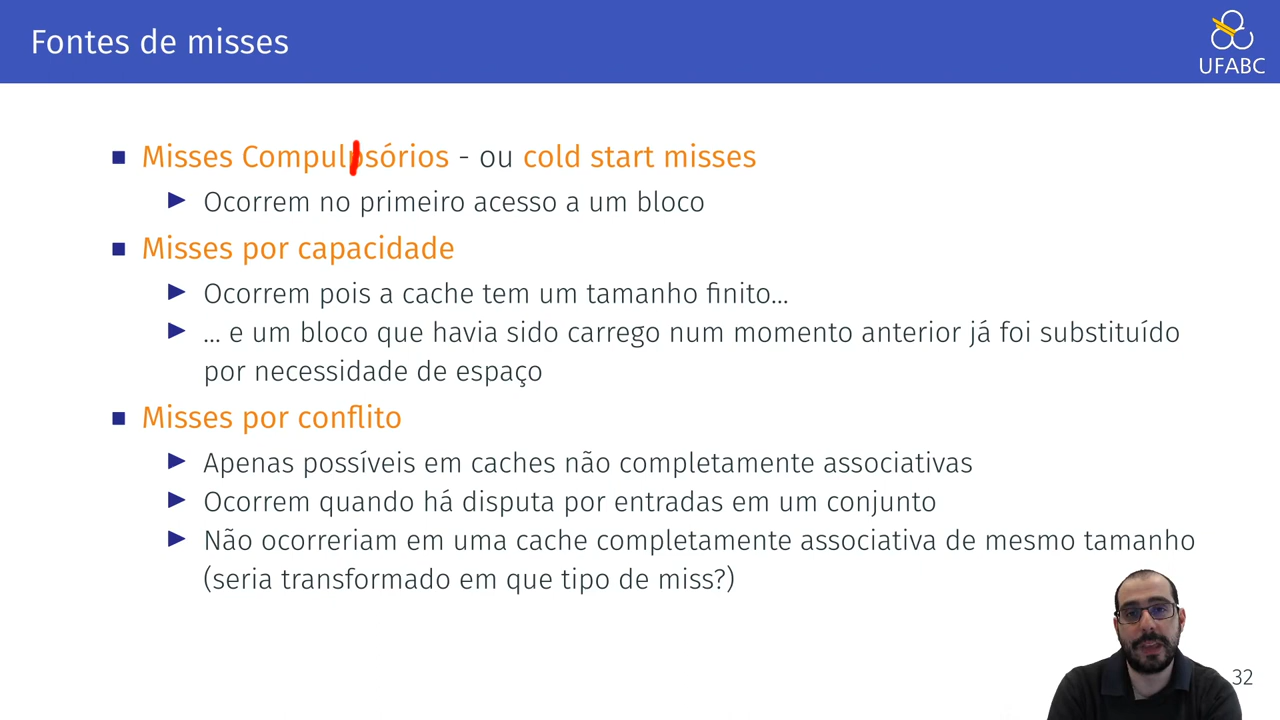 Fontes de misses
UFABC
Misses Compulpsórios - ou cold start misses
Ocorrem no primeiro acesso a um bloco
Misses por capacidade
Ocorrem pois a cache tem um tamanho finito...
... e um bloco que havia sido carrego num momento anterior já foi substituído
por necessidade de espaço
Misses por conflito
Apenas possíveis em caches não completamente associativas
Ocorrem quando há disputa por entradas em um conjunto
Não ocorreriam em uma cache completamente associativa de mesmo tamanho
(seria transformado em que tipo de miss?)
32